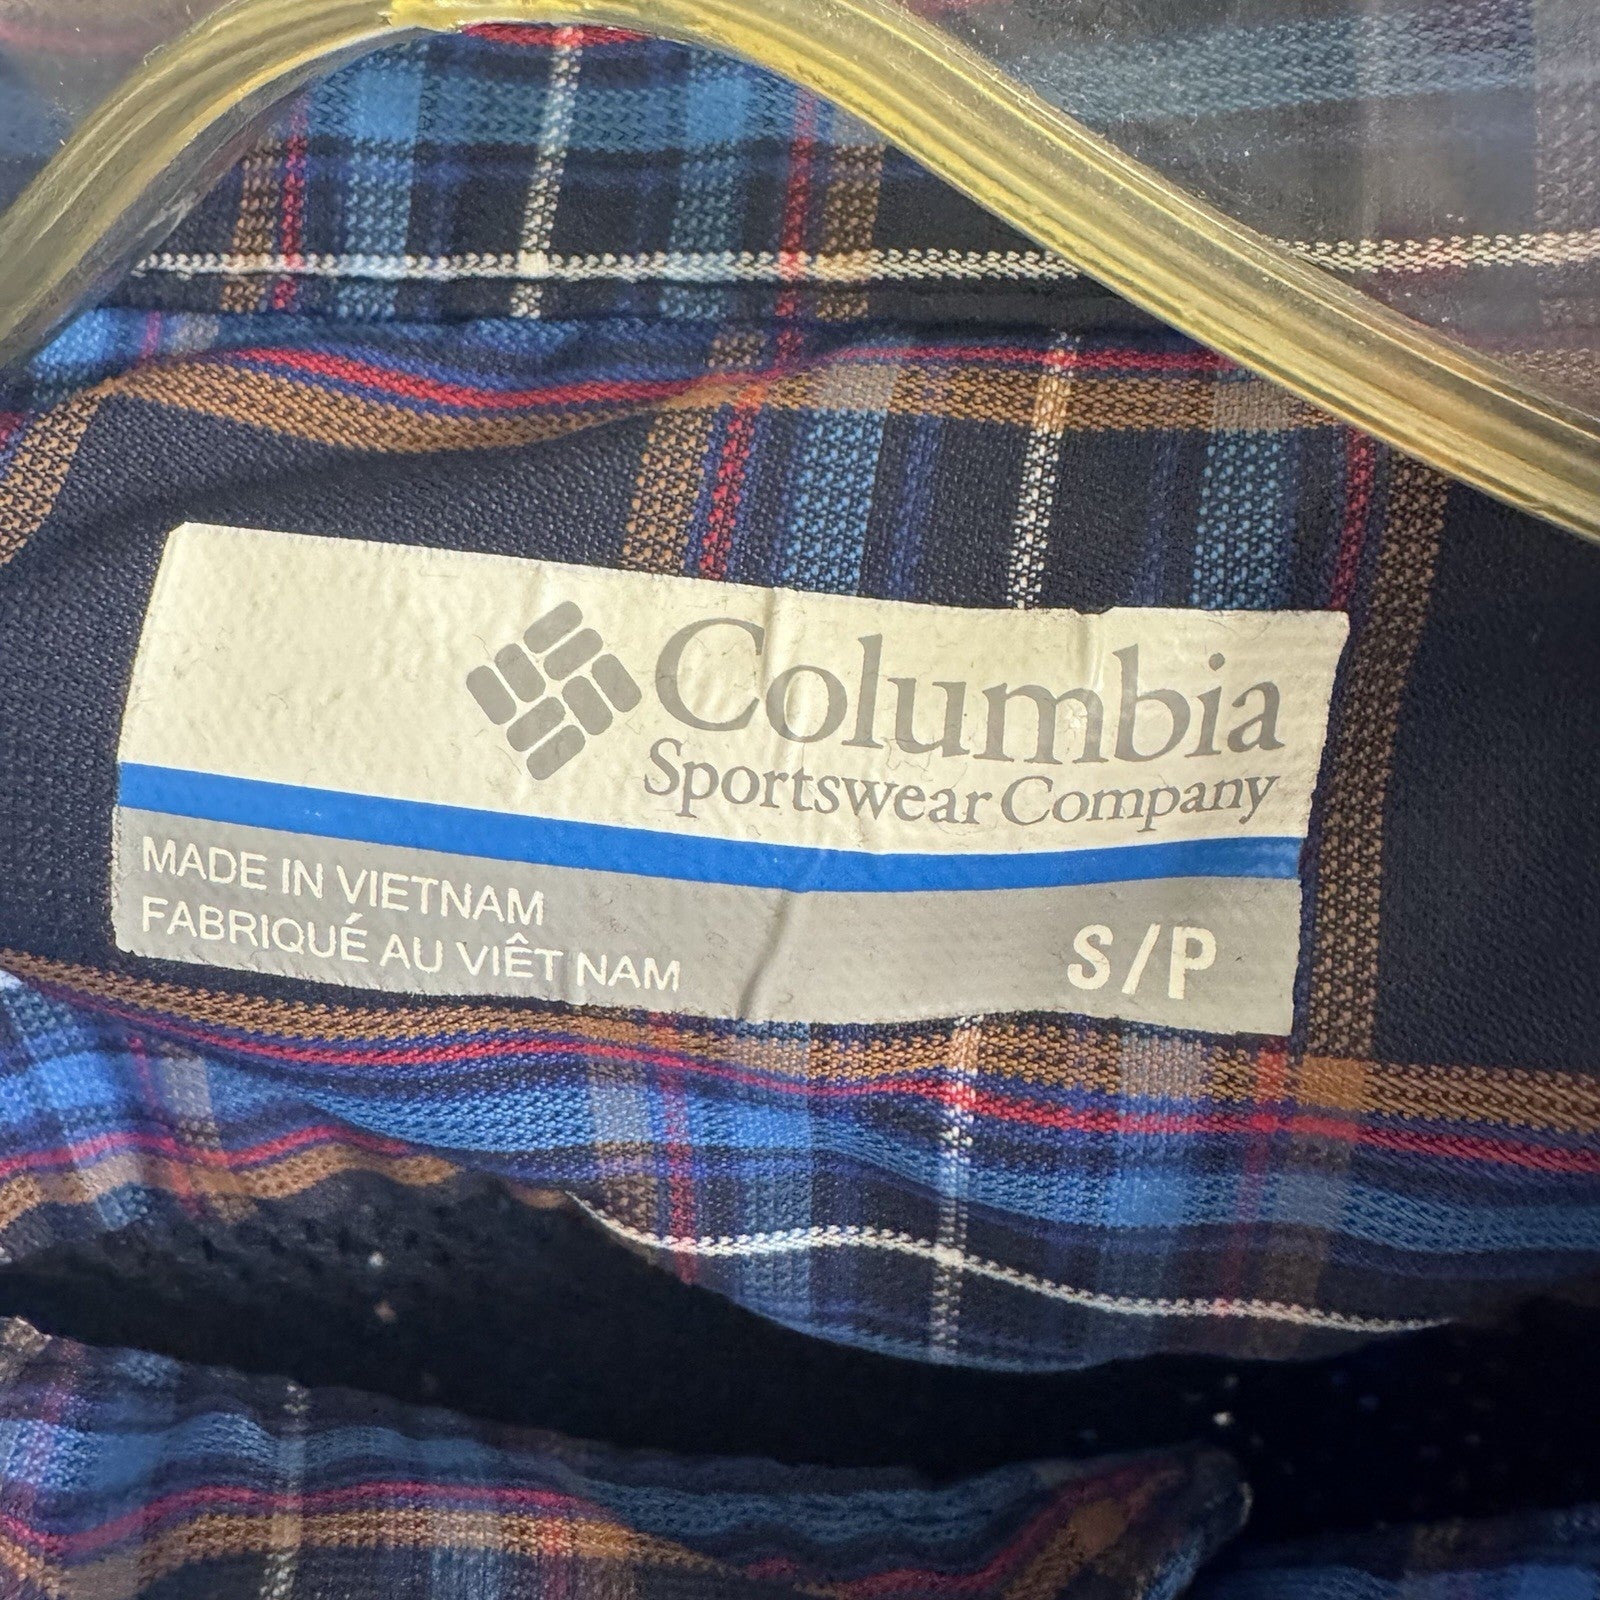 Columbia
Sportswear Company
MADE IN VIETNAM
FABRIQUÉ AU VIÊT NAM
S/P